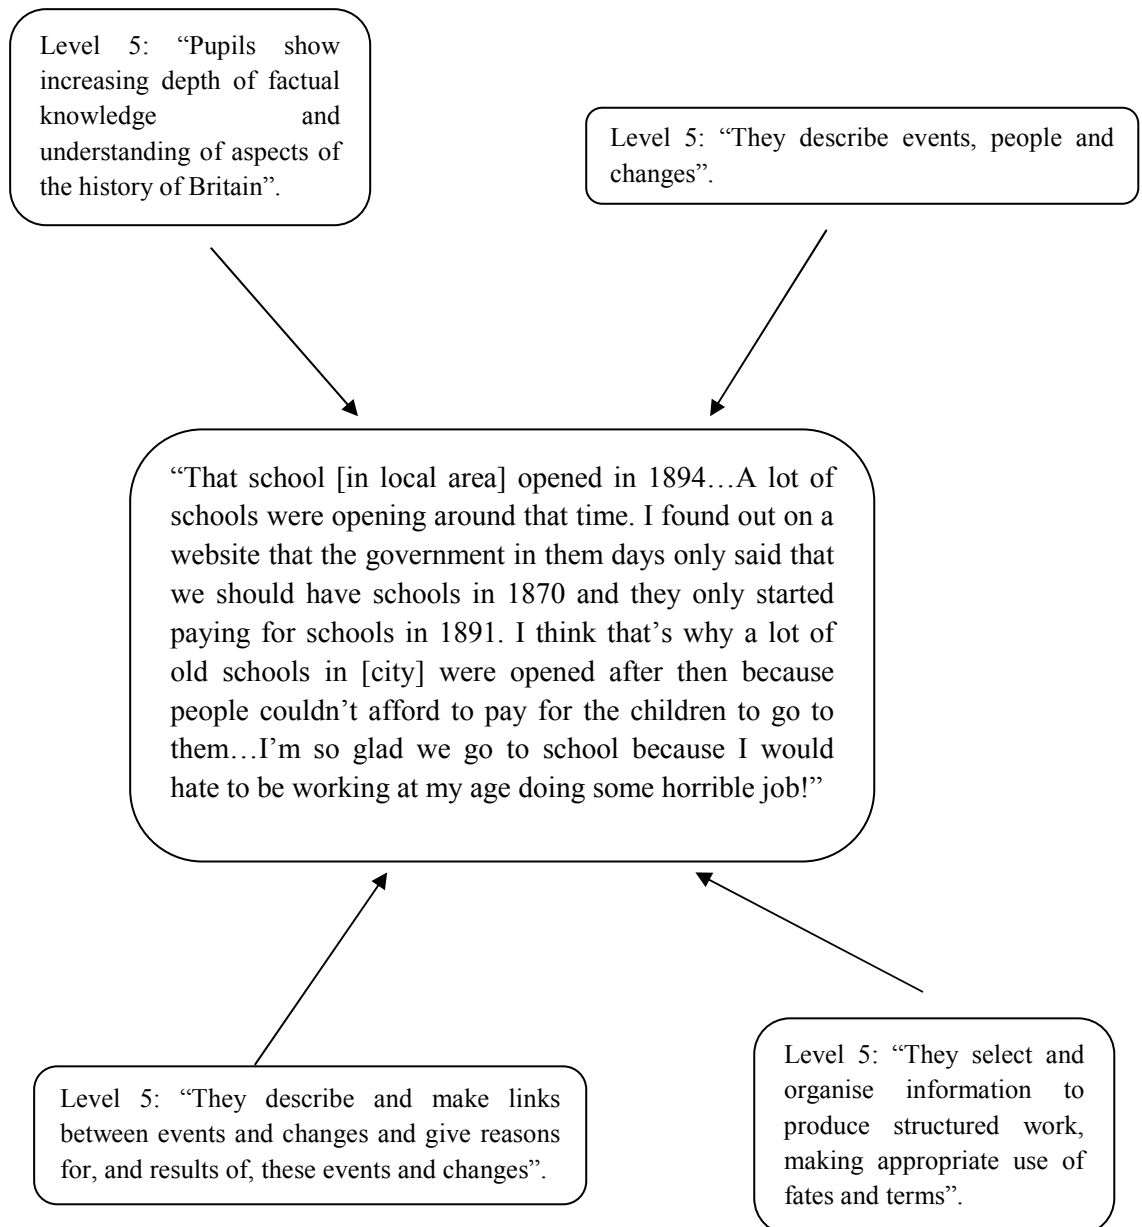 Level 5: “Pupils show
increasing depth of factual
knowledge and
understanding of aspects of
the history of Britain”.
Level 5: “They describe events, people and
changes”.
“That school [in local area] opened in 1894…A lot of
schools were opening around that time. I found out on a
website that the government in them days only said that
we should have schools in 1870 and they only started
paying for schools in 1891. I think that’s why a lot of
old schools in [city] were opened after then because
people couldn’t afford to pay for the children to go to
them…I’m so glad we go to school because I would
hate to be working at my age doing some horrible job!”
Level 5: “They describe and make links
between events and changes and give reasons
for, and results of, these events and changes”.
Level 5: “They select and
organise information to
produce structured work,
making appropriate use of
fates and terms”.